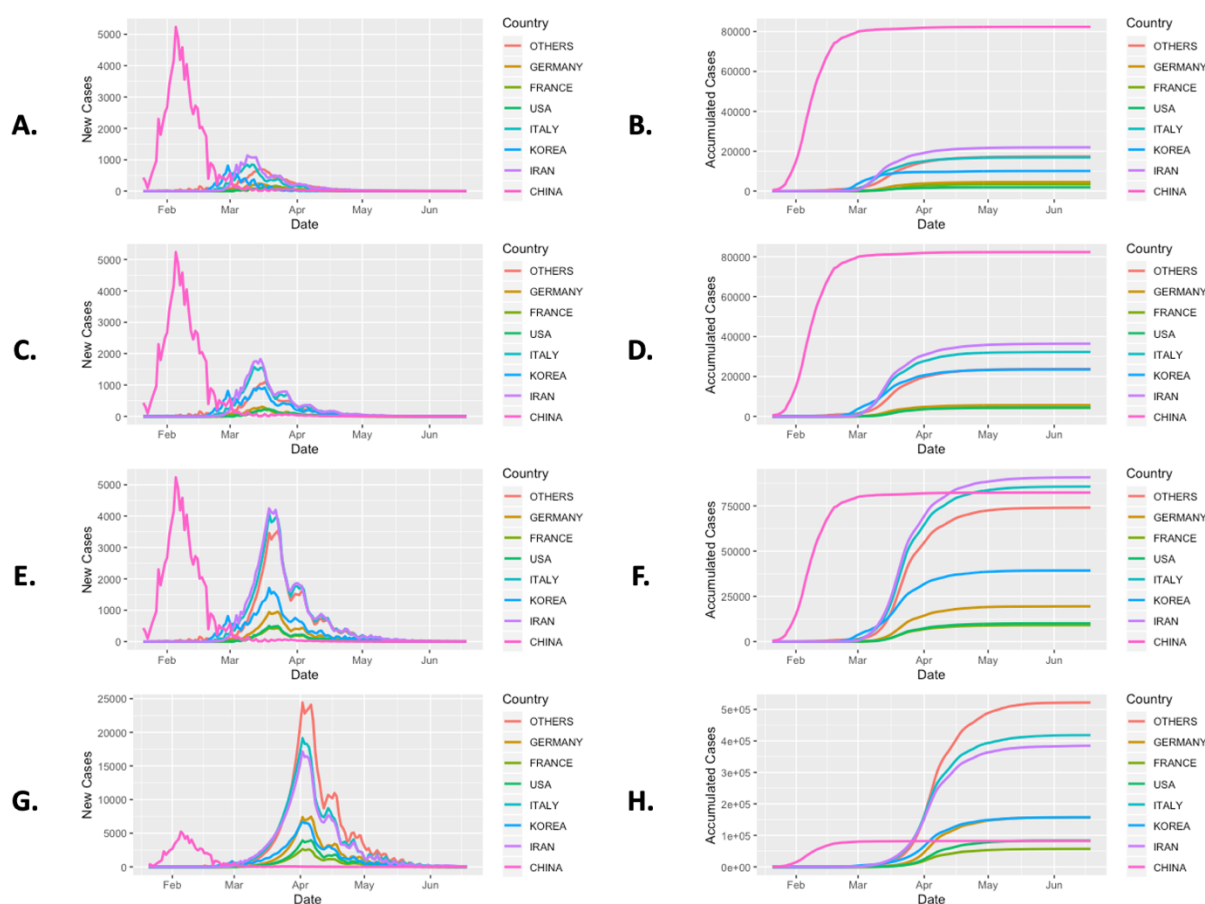 A.
New Cases
5000
4000
3000
2000
1000
0
Feb Mar Apr May Jun
Date
Country
OTHERS
GERMANY
FRANCE
USA
ITALY
KOREA
IRAN
CHINA
B.
Accumulated Cases
80000
60000
40000
20000
0
Feb Mar Apr May Jun
Date
Country
OTHERS
GERMANY
FRANCE
USA
ITALY
KOREA
IRAN
CHINA
C.
New Cases
5000
4000
3000
2000
1000
0
Feb Mar Apr May Jun
Date
Country
OTHERS
GERMANY
FRANCE
USA
ITALY
KOREA
IRAN
CHINA
D.
Accumulated Cases
80000
60000
40000
20000
0
Feb Mar Apr May Jun
Date
Country
OTHERS
GERMANY
FRANCE
USA
ITALY
KOREA
IRAN
CHINA
E.
New Cases
5000
4000
3000
2000
1000
0
Feb Mar Apr May Jun
Date
Country
OTHERS
GERMANY
FRANCE
USA
ITALY
KOREA
IRAN
CHINA
F.
Accumulated Cases
75000
50000
25000
0
Feb Mar Apr May Jun
Date
Country
OTHERS
GERMANY
FRANCE
USA
ITALY
KOREA
IRAN
CHINA
G.
New Cases
25000
20000
15000
10000
5000
0
Feb Mar Apr May Jun
Date
Country
OTHERS
GERMANY
FRANCE
USA
ITALY
KOREA
IRAN
CHINA
H.
Accumulated Cases
5e+05
4e+05
3e+05
2e+05
1e+05
0e+00
Feb Mar Apr May Jun
Date
Country
OTHERS
GERMANY
FRANCE
USA
ITALY
KOREA
IRAN
CHINA